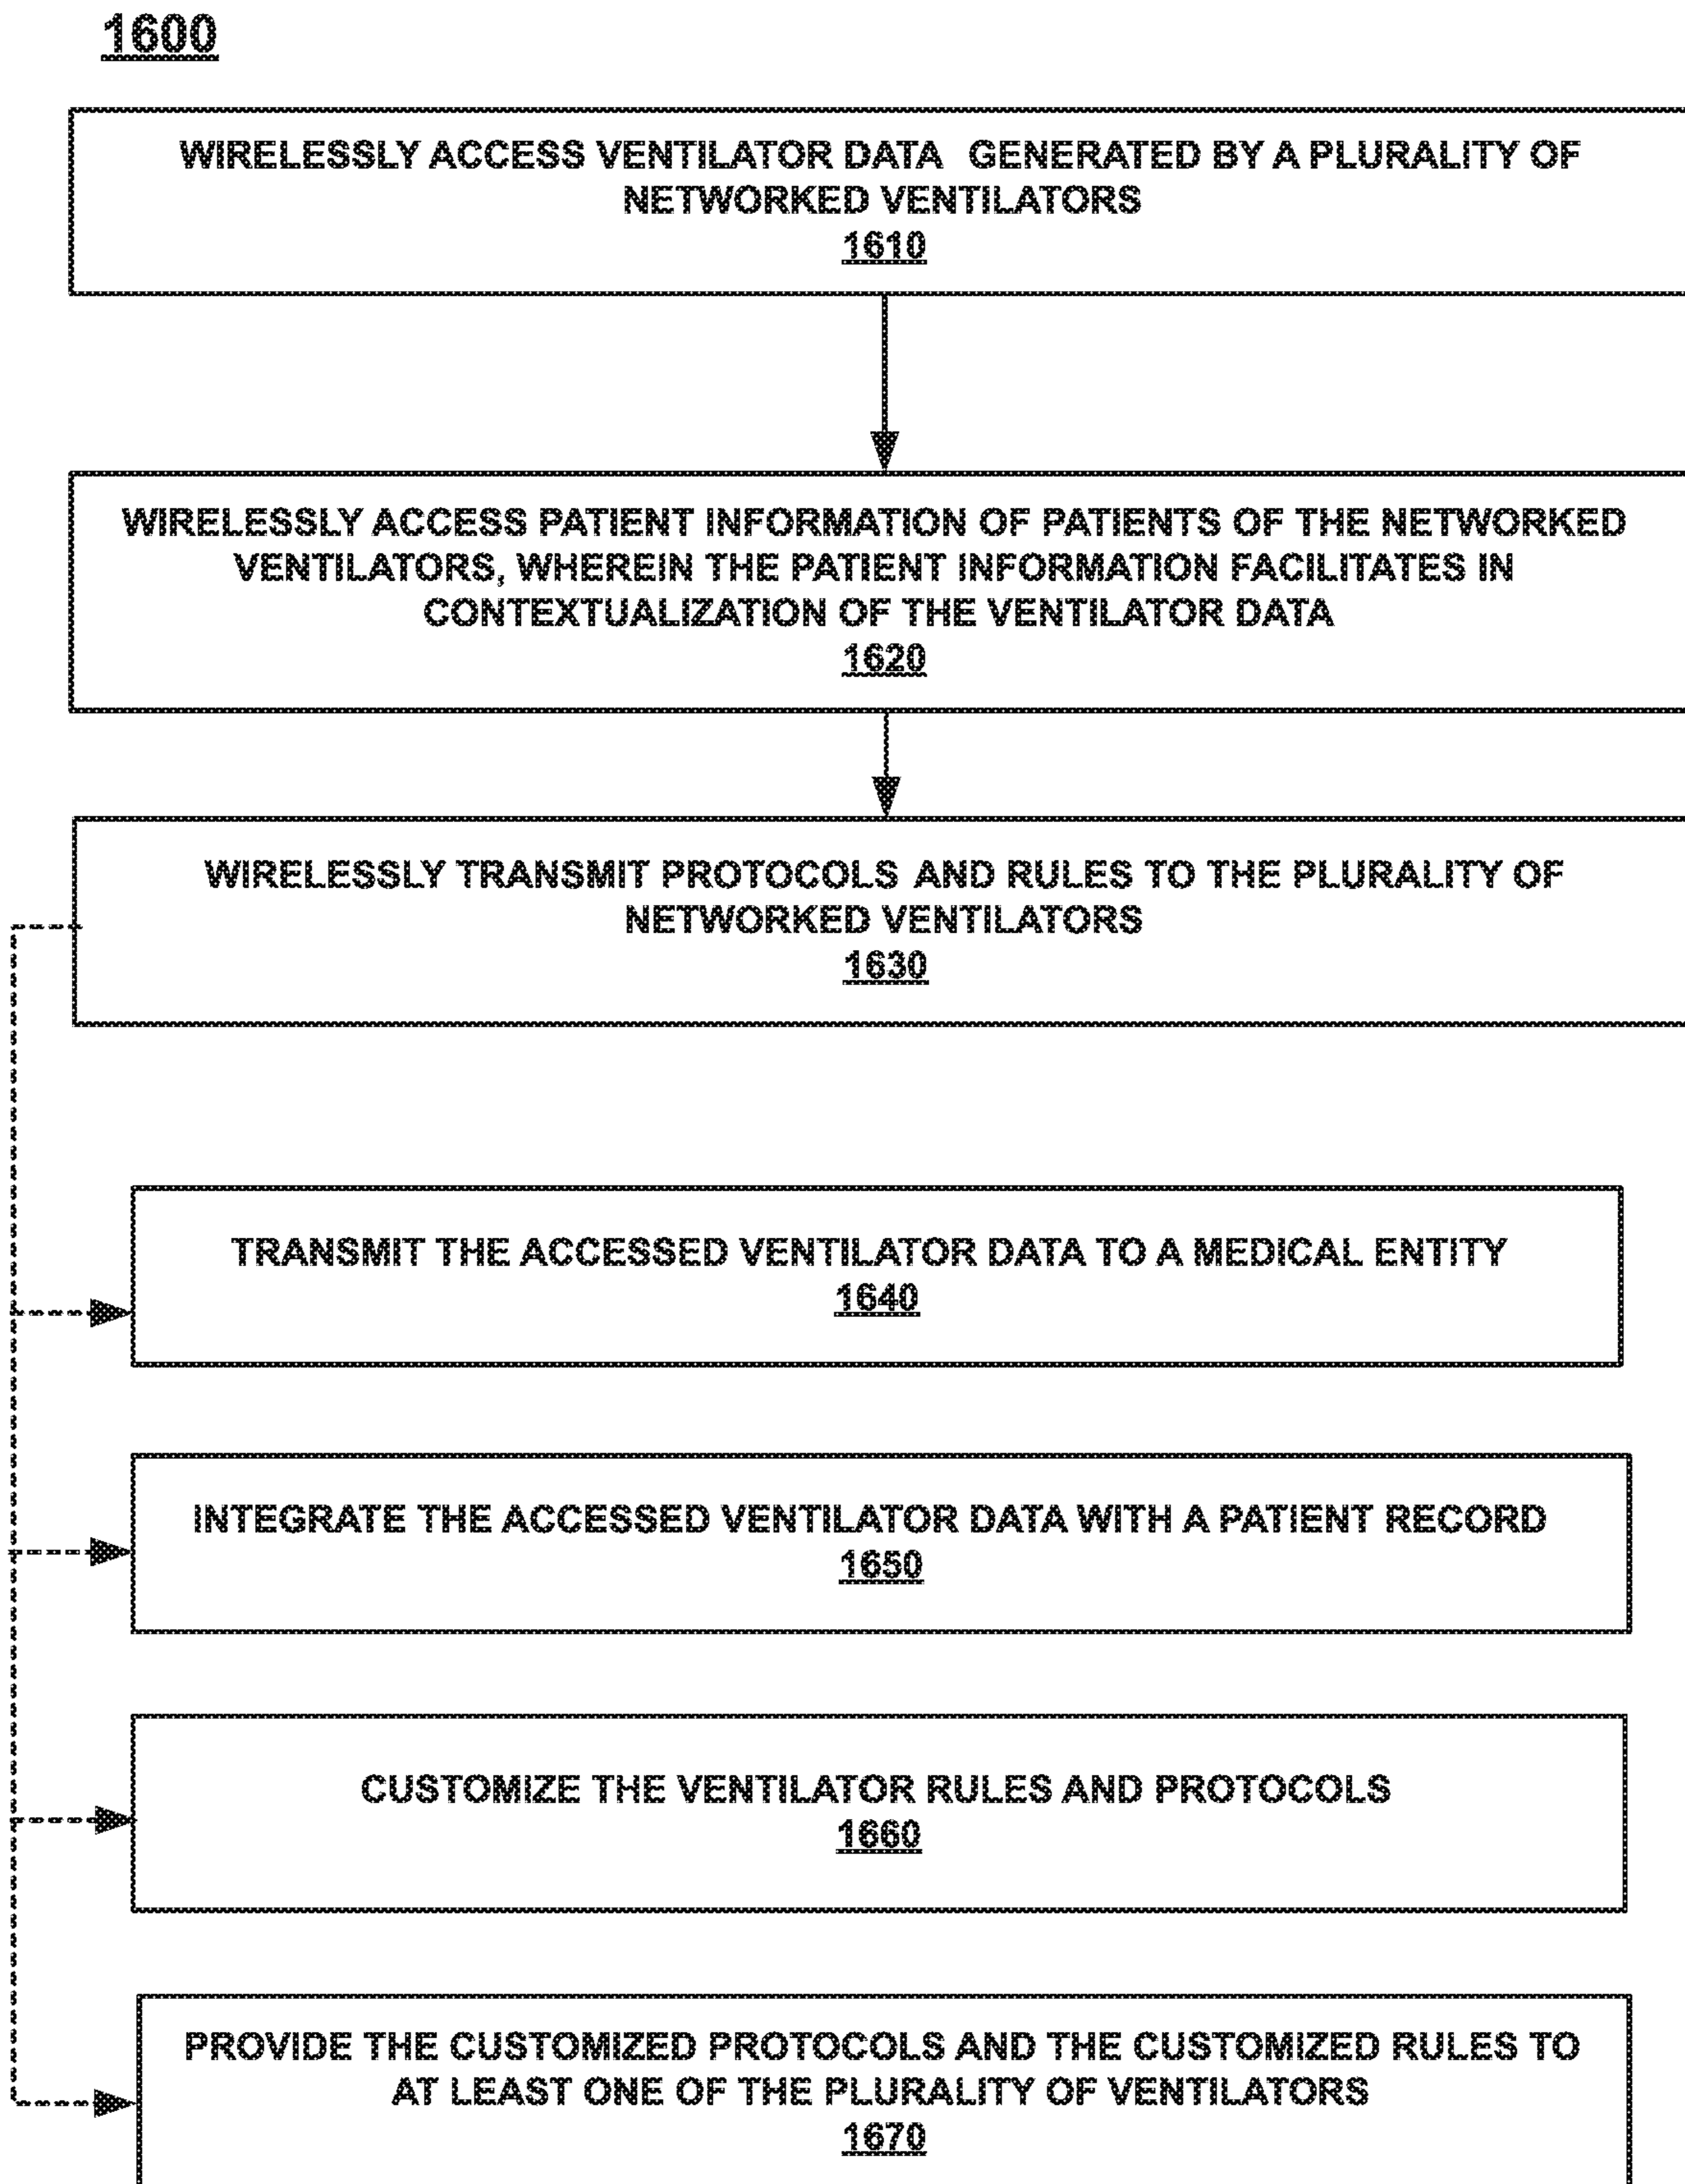 1600
WIRELESSLY ACCESS VENTILATOR DATA GENERATED BY A PLURALITY OF
NETWORKED VENTILATORS
1610
WIRELESSLY ACCESS PATIENT INFORMATION OF PATIENTS OF THE NETWORKED
VENTILATORS, WHEREIN THE PATIENT INFORMATION FACILITATES IN
CONTEXTUALIZATION OF THE VENTILATOR DATA
1620
WIRELESSLY TRANSMIT PROTOCOLS AND RULES TO THE PLURALITY OF
NETWORKED VENTILATORS
1630
TRANSMIT THE ACCESSED VENTILATOR DATA TO A MEDICAL ENTITY
1640
INTEGRATE THE ACCESSED VENTILATOR DATA WITH A PATIENT RECORD
1650
CUSTOMIZE THE VENTILATOR RULES AND PROTOCOLS
1660
PROVIDE THE CUSTOMIZED PROTOCOLS AND THE CUSTOMIZED RULES TO
AT LEAST ONE OF THE PLURALITY OF VENTILATORS
1670